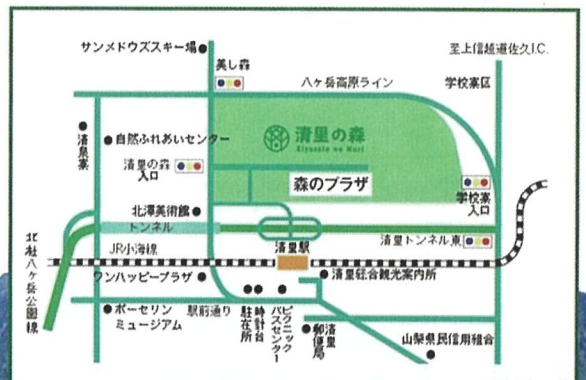 サンメドウズスキー場
至上信越道佐久I.C.
美し森
八ヶ岳高原ライン
学校寮区
清泉寮
自然ふれあいセンター
清里の森
Kiyosato no Mori
清里の森
入口
森のプラザ
学校寮
入口
北澤美術館
トンネル
清里トンネル東
清里駅
JR小海線
北杜八ヶ岳公園線
ワンハッピープラザ
清里総合観光案内所
ポーセリン
ミュージアム
駅前通り
駐在所
時計台
ピクニック
バスセンター
清里
郵便局
山梨県民信用組合